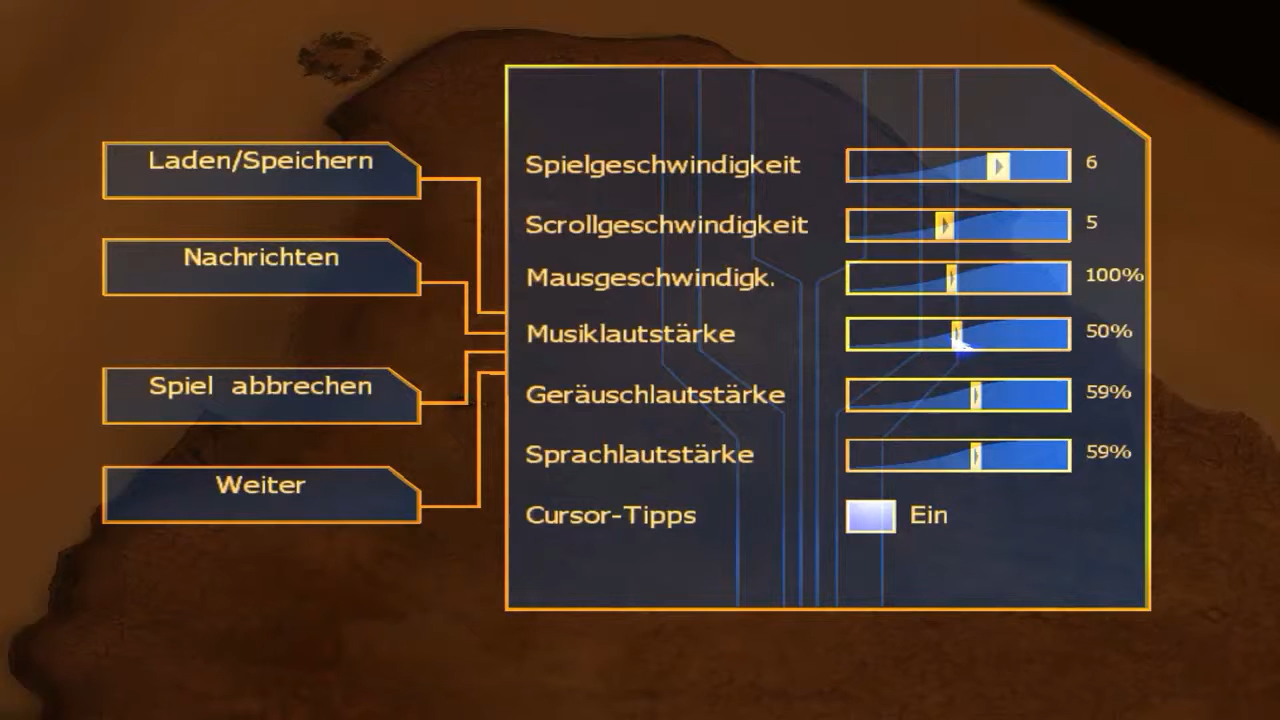 Laden/Speichern
Nachrichten
Spiel abbrechen
Weiter
Spielgeschwindigkeit 6
Scrollgeschwindigkeit 5
Mausgeschwindigk. 100%
Musiklautstärke 50%
Geräuschlautstärke 59%
Sprachlautstärke 59%
Cursor-Tipps Ein